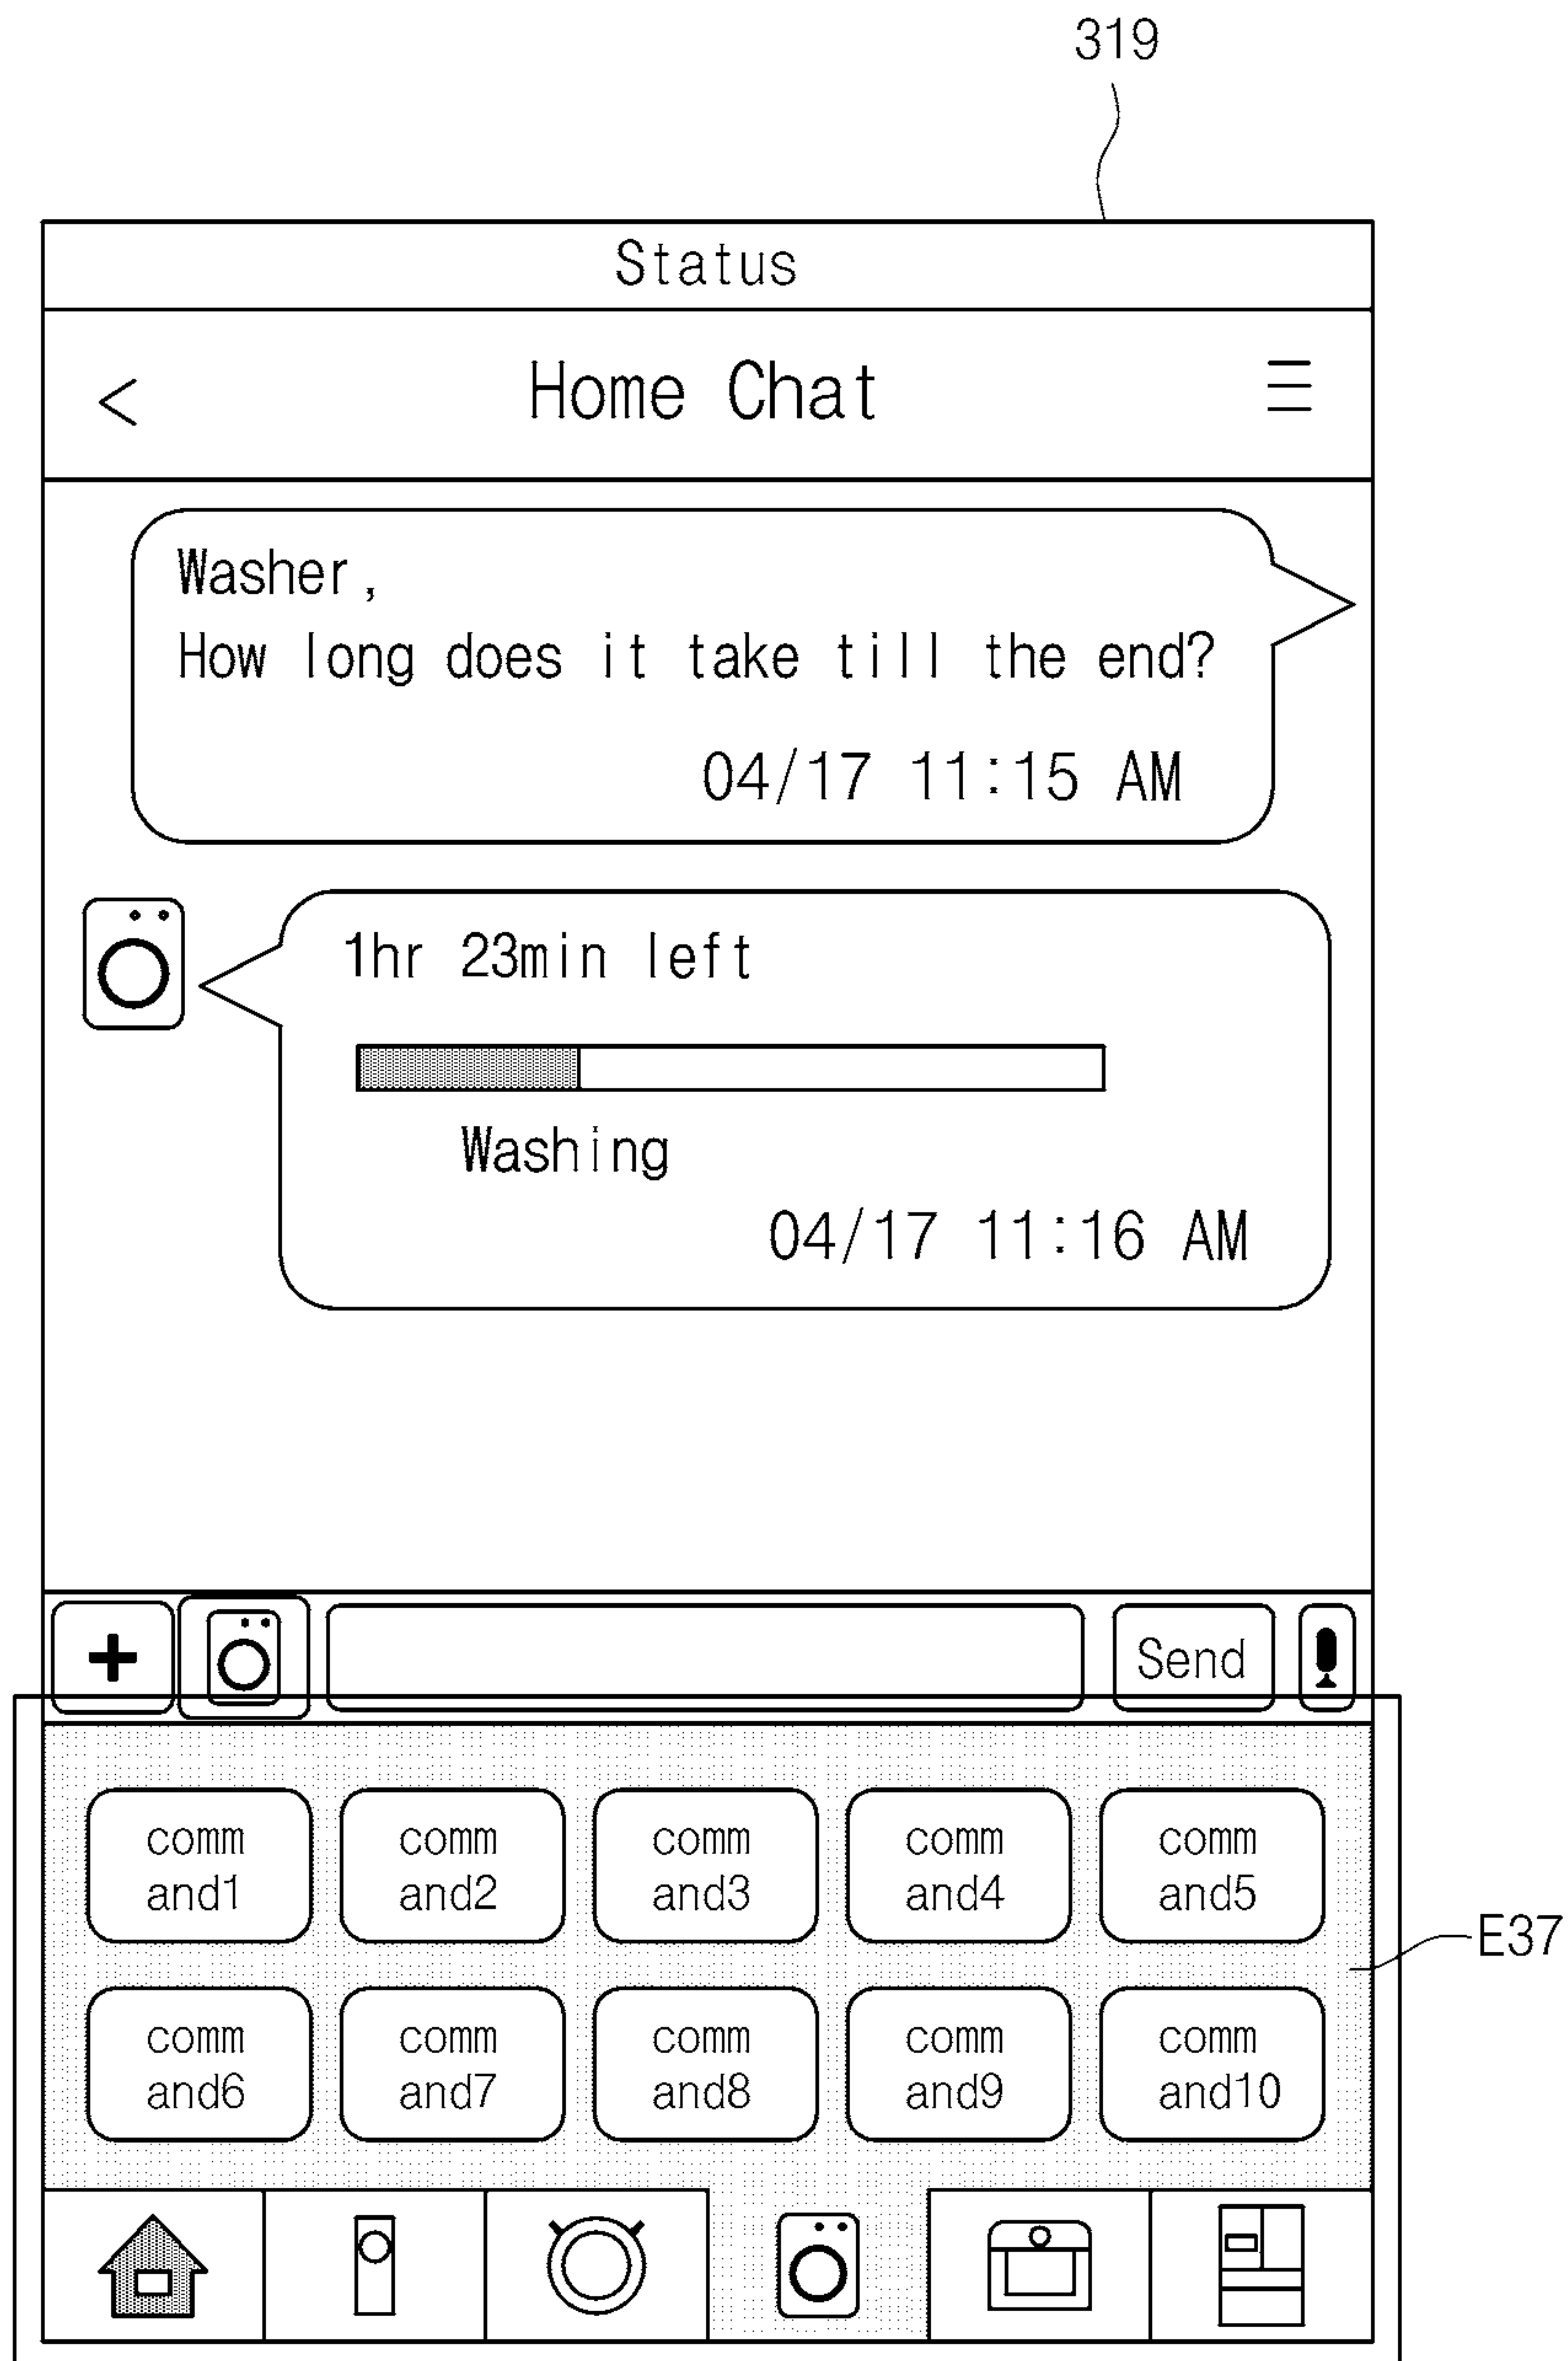 319
Status
< Home Chat
Washer,
How long does it take till the end?
04/17 11:15 AM
1hr 23min left
Washing
04/17 11:16 AM
+ Send
comm
and1
comm
and2
comm
and3
comm
and4
comm
and5
E37
comm
and6
comm
and7
comm
and8
comm
and9
comm
and10